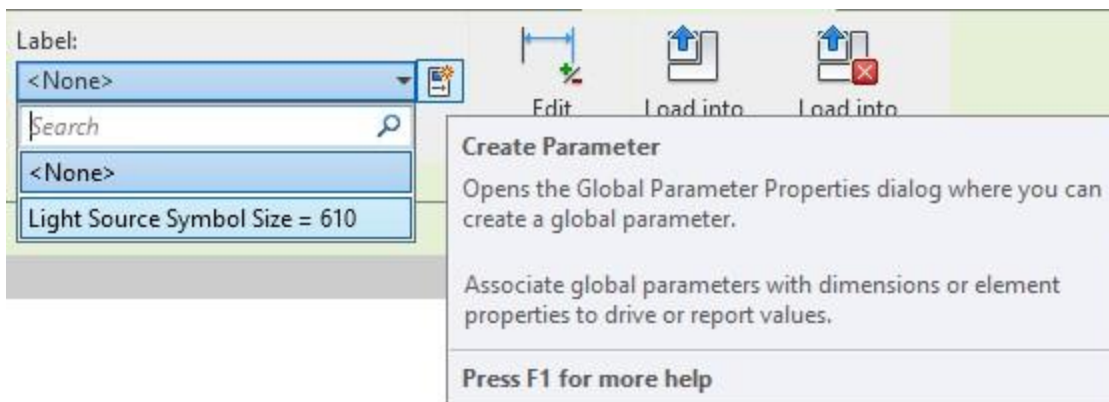 Label:
<None>
Search
<None>
Light Source Symbol Size = 610
Edit
Load into
Load into
Create Parameter
Opens the Global Parameter Properties dialog where you can
create a global parameter.
Associate global parameters with dimensions or element
properties to drive or report values.
Press F1 for more help